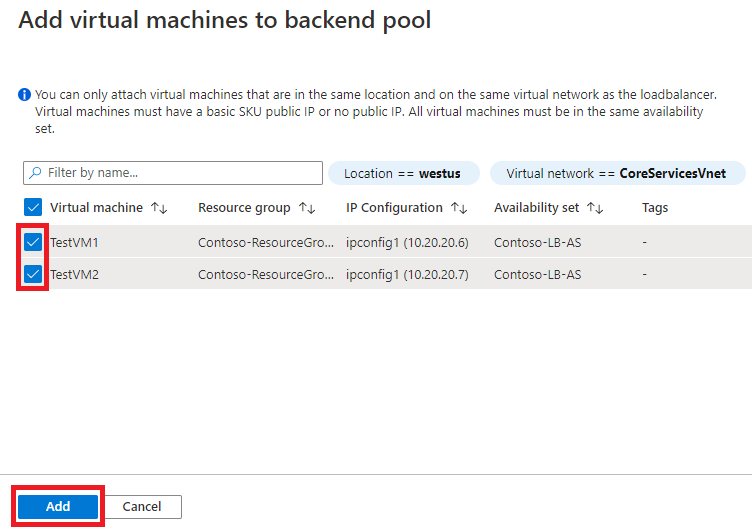 Add virtual machines to backend pool
You can only attach virtual machines that are in the same location and on the same virtual network as the loadbalancer.
Virtual machines must have a basic SKU public IP or no public IP. All virtual machines must be in the same availability
set.
Filter by name... Location == westus Virtual network == CoreServicesVnet
Virtual machine ↑↓ Resource group ↑↓ IP Configuration ↑↓ Availability set ↑↓ Tags
TestVM1 Contoso-ResourceGro... ipconfig1 (10.20.20.6) Contoso-LB-AS -
TestVM2 Contoso-ResourceGro... ipconfig1 (10.20.20.7) Contoso-LB-AS -
Add Cancel